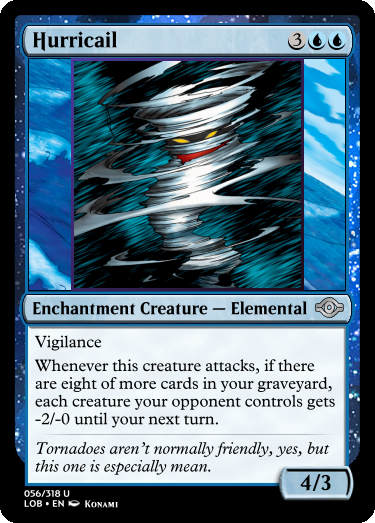 Hurricail 3
Enchantment Creature — Elemental
Vigilance
Whenever this creature attacks, if there
are eight of more cards in your graveyard,
each creature your opponent controls gets
-2/-0 until your next turn.
Tornadoes aren't normally friendly, yes, but
this one is especially mean.
4/3
056/318 U
LOB • EN Konami